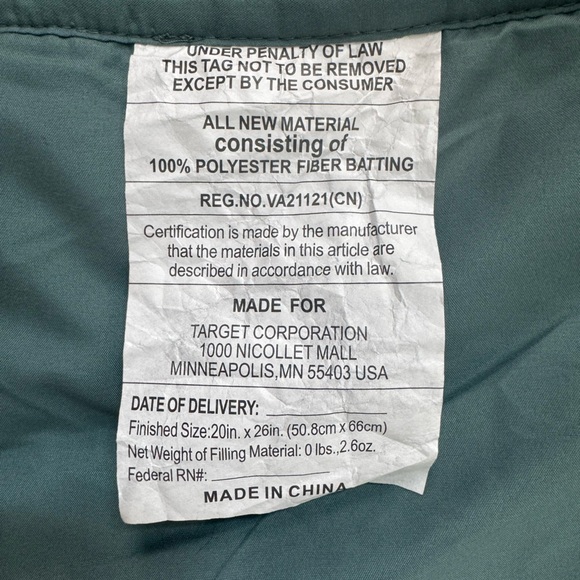 UNDER PENALTY OF LAW
THIS TAG NOT TO BE REMOVED
EXCEPT BY THE CONSUMER
ALL NEW MATERIAL
consisting of
100% POLYESTER FIBER BATTING
REG.NO.VA21121(CN)
Certification is made by the manufacturer
that the materials in this article are
described in accordance with law.
MADE FOR
TARGET CORPORATION
1000 NICOLLET MALL
MINNEAPOLIS,MN 55403 USA
DATE OF DELIVERY:
Finished Size:20in. x 26in. (50.8cm x 66cm)
Net Weight of Filling Material: 0 lbs.,2.6oz.
Federal RN#:
MADE IN CHINA